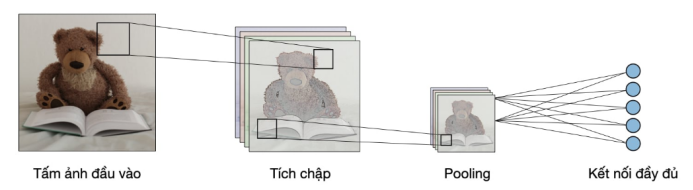 Tấm ảnh đầu vào
Tích chập
Pooling
Kết nối đầy đủ